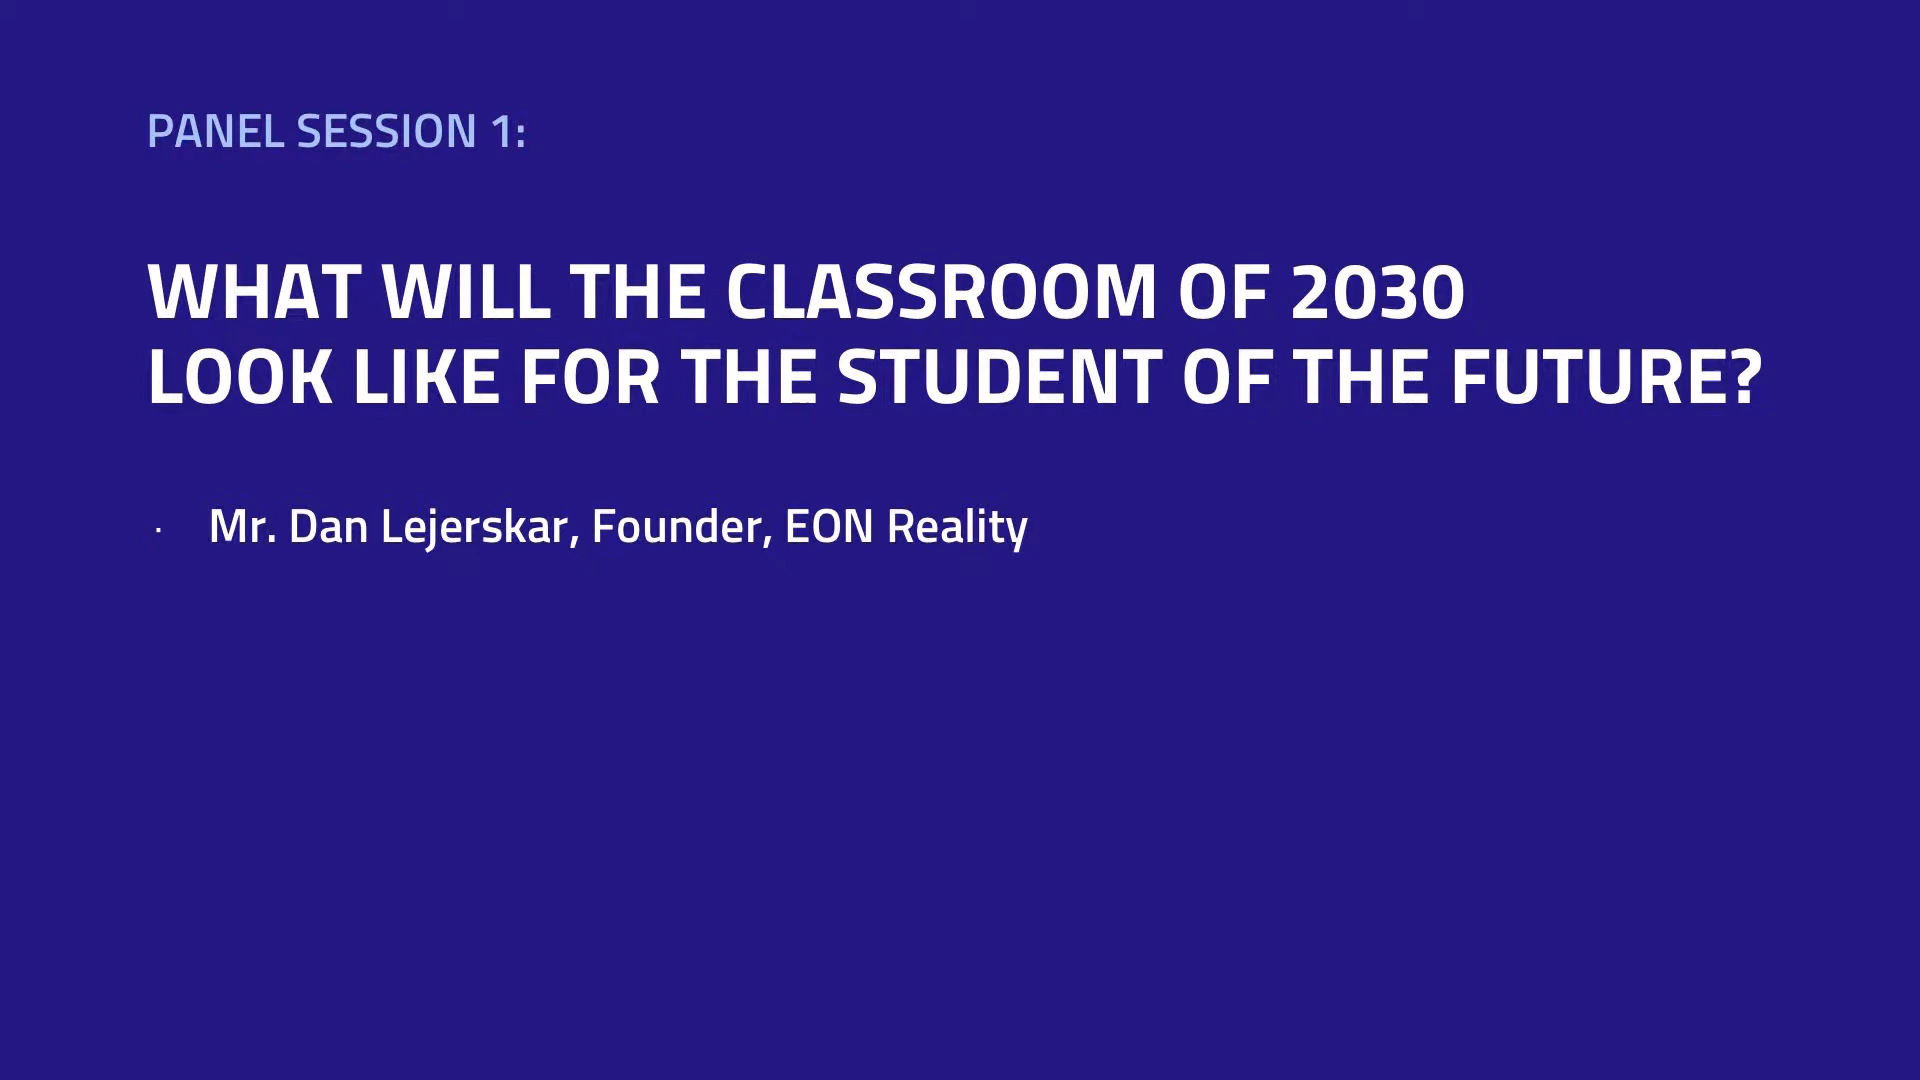 PANEL SESSION 1:
WHAT WILL THE CLASSROOM OF 2030
LOOK LIKE FOR THE STUDENT OF THE FUTURE?
· Mr. Dan Lejerskar, Founder, EON Reality